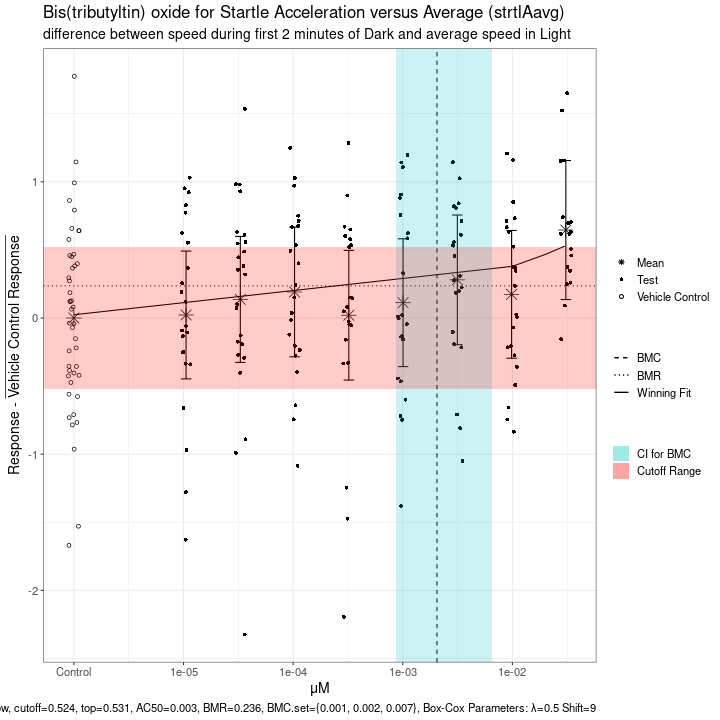 Bis(tributyltin) oxide for Startle Acceleration versus Average (strtlAavg)
difference between speed during first 2 minutes of Dark and average speed in Light
Response - Vehicle Control Response
1
0
-1
-2
Control
1e-05
1e-04
1e-03
1e-02
μM
Mean
Test
Vehicle Control
BMC
BMR
Winning Fit
CI for BMC
Cutoff Range
cutoff=0.524, top=0.531, AC50=0.003, BMR=0.236, BMC.set={0.001, 0.002, 0.007}, Box-Cox Parameters: λ=0.5 Shift=9